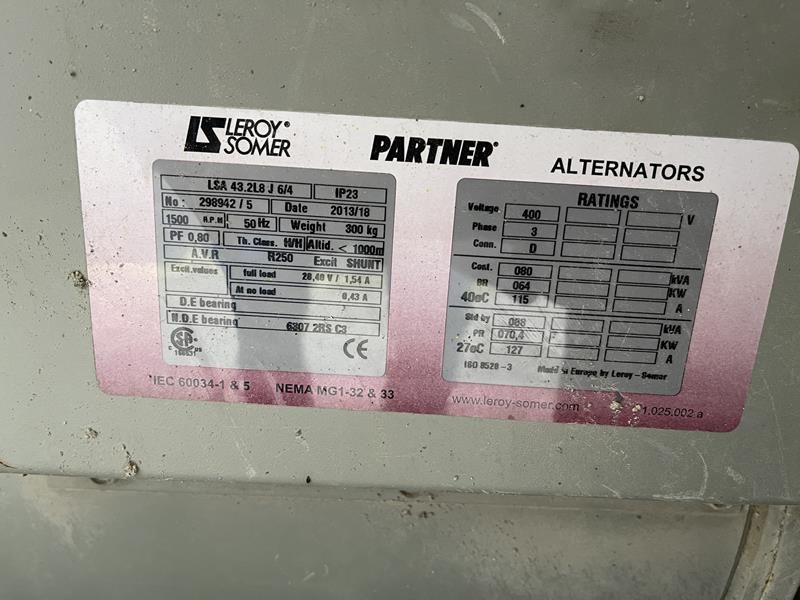 LS LEROY®
SOMER
PARTNER®
ALTERNATORS
LSA 43.2L8 J 6/4 IP23
No : 298942 / 5 Date 2013/18
1500 R.P.M 50 Hz Weight 300 kg
PF 0,80 Th. Class. H/H Altid. < 1000m
A.V.R R250 Excit SHUNT
Excit.values full load 28,40 V / 1,54 A
At no load 0,43 A
D.E bearing
N.D.E bearing 6307 2RS C3
CSA
C US
CE
IEC 60034-1 & 5 NEMA MG1-32 & 33
RATINGS
Voltage 400 V
Phase 3
Conn. D
Cont. 080 kVA
BR 064 KW
40oC 115 A
Std by 088 kVA
PR 070,4 KW
27oC 127 A
ISO 8528 -3 Made in Europe by Leroy - Somer
www.leroy-somer.com
1.025.002 a